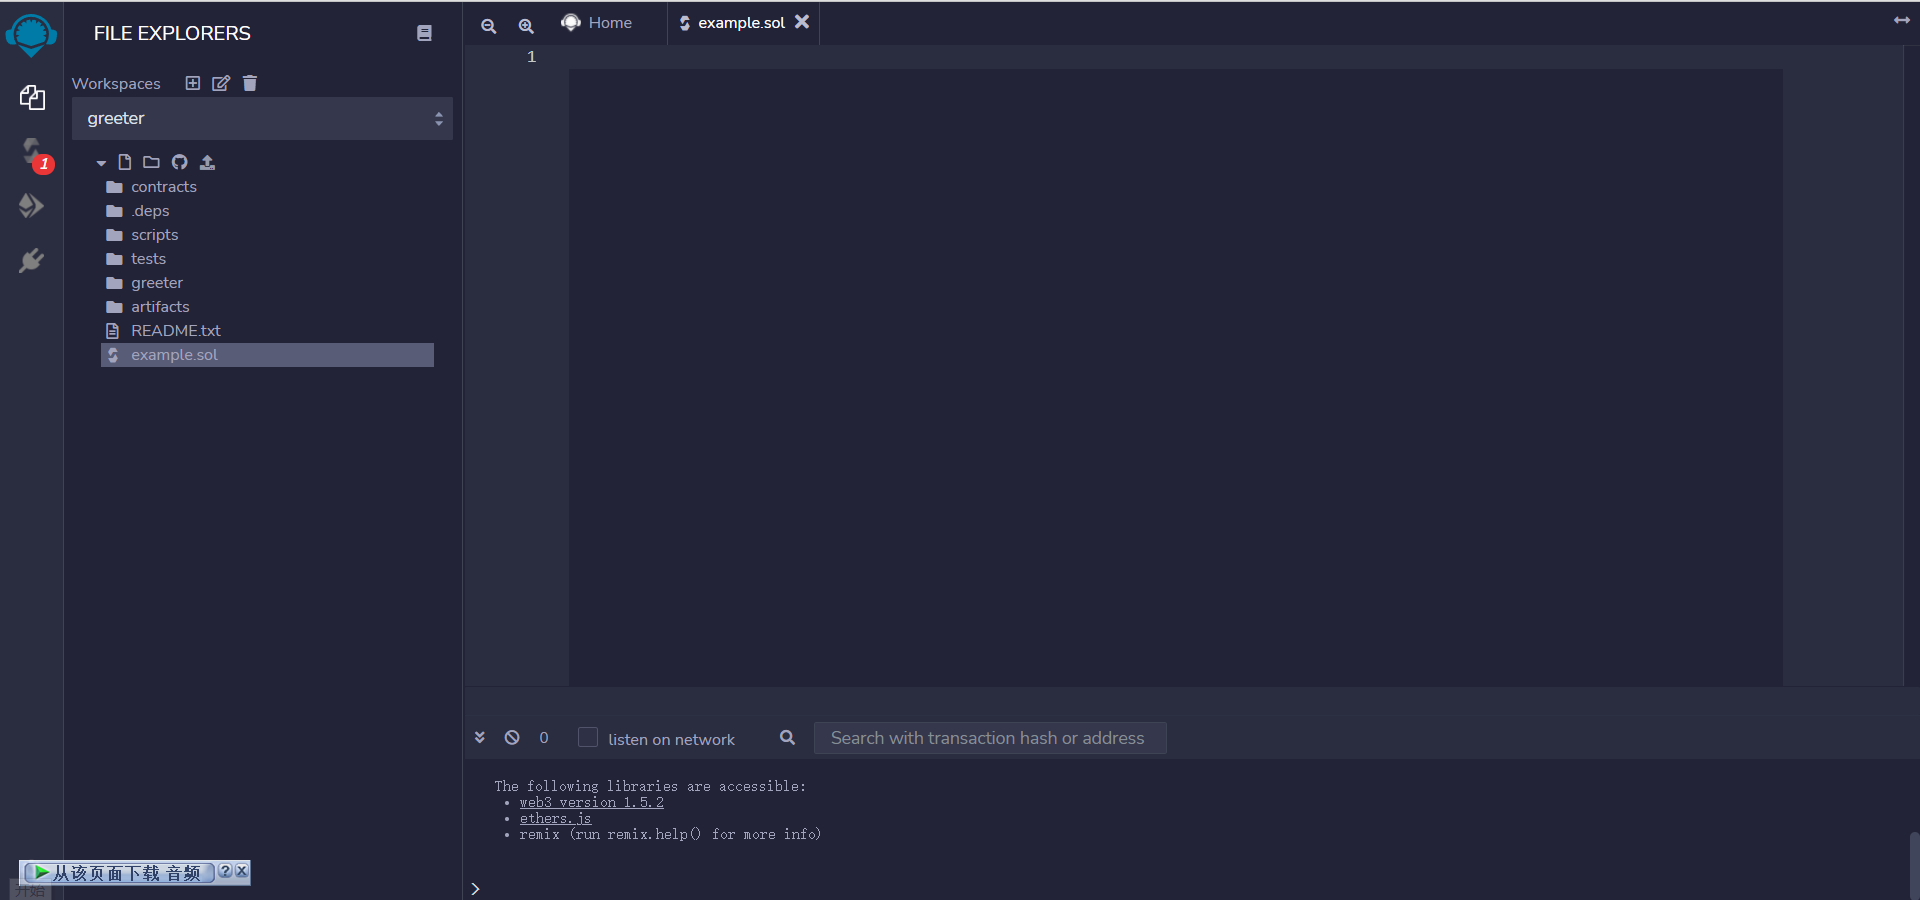 FILE EXPLORERS
Workspaces
greeter
contracts
.deps
scripts
tests
greeter
artifacts
README.txt
example.sol
1
Home
example.sol
1
0
listen on network
Search with transaction hash or address
The following libraries are accessible:
• web3 version 1.5.2
• ethers.js
• remix (run remix.help() for more info)
>
从该页面下载 音频
开始